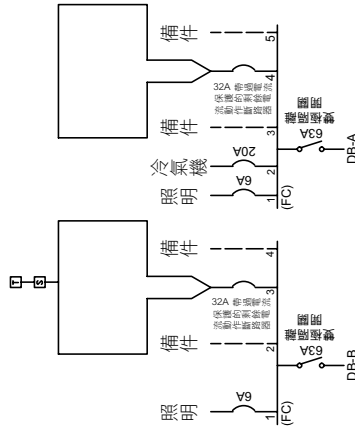 備件
5
4
32A 帶過電流
保護的剩餘電流
流動作斷路器
備件
3
冷氣機
20A
2
照明
6A
1
(FC)
雙極隔離
開關
63A
DB-A
T
S
備件
4
3
32A 帶過電流
保護的剩餘電流
流動作斷路器
備件
2
照明
6A
1
(FC)
雙極隔離
開關
63A
DB-B